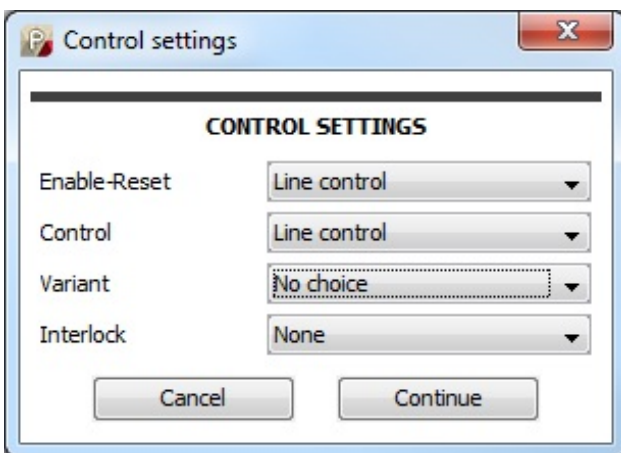 Control settings
CONTROL SETTINGS
Enable-Reset Line control
Control Line control
Variant No choice
Interlock None
Cancel Continue